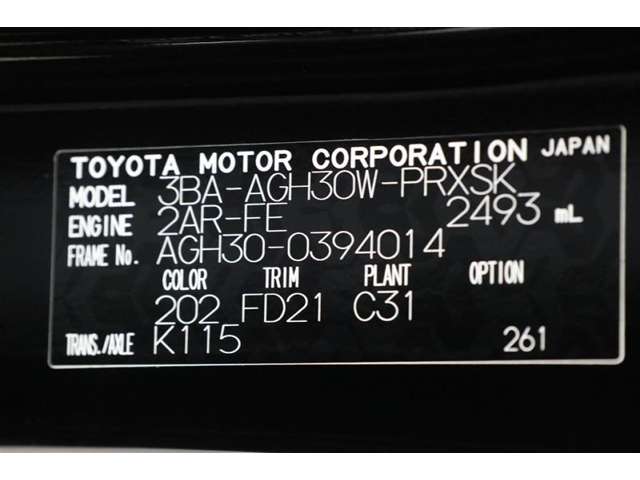 TOYOTA MOTOR CORPORATION JAPAN
MODEL 3BA-AGH30W-PRXSK
ENGINE 2AR-FE 2493 mL
FRAME No. AGH30-0394014
COLOR TRIM PLANT OPTION
202 FD21 C31
TRANS./AXLE K115 261